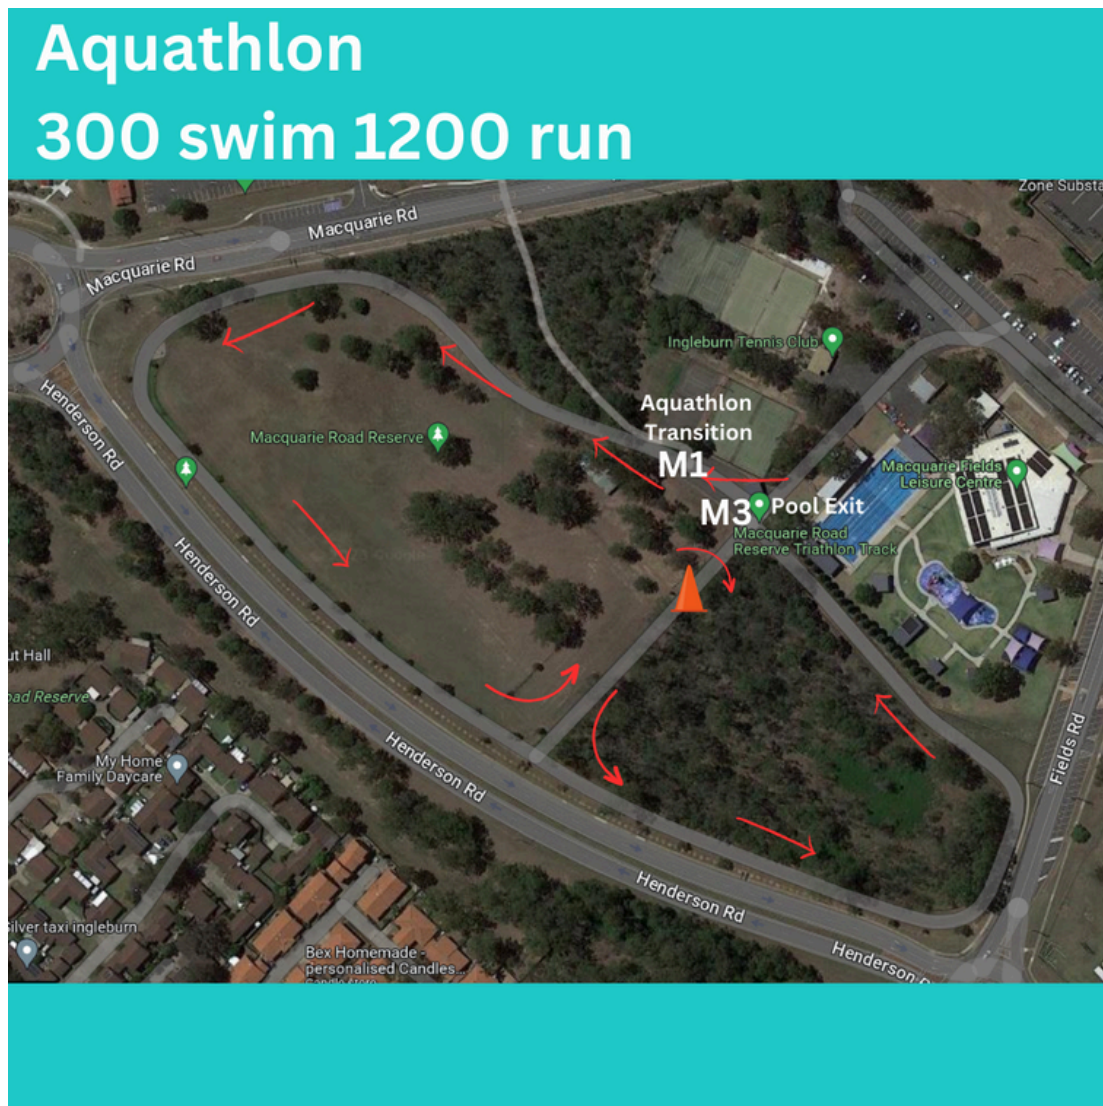 Aquathlon
300 swim 1200 run
Zone Substa
Macquarie Rd
Macquarie Rd
Ingleburn Tennis Club
Henderson Rd
Aquathlon
Transition
Macquarie Road Reserve
M1
Macquarie Fields
Leisure Centre
M3
Pool Exit
Macquarie Road
Reserve Triathlon Track
Henderson Rd
ut Hall
oad Reserve
Fields Rd
My Home
Family Daycare
Henderson Rd
Henderson Rd
Silver taxi ingleburn
Bex Homemade -
personalised Candles...
Candle store
Henderson R